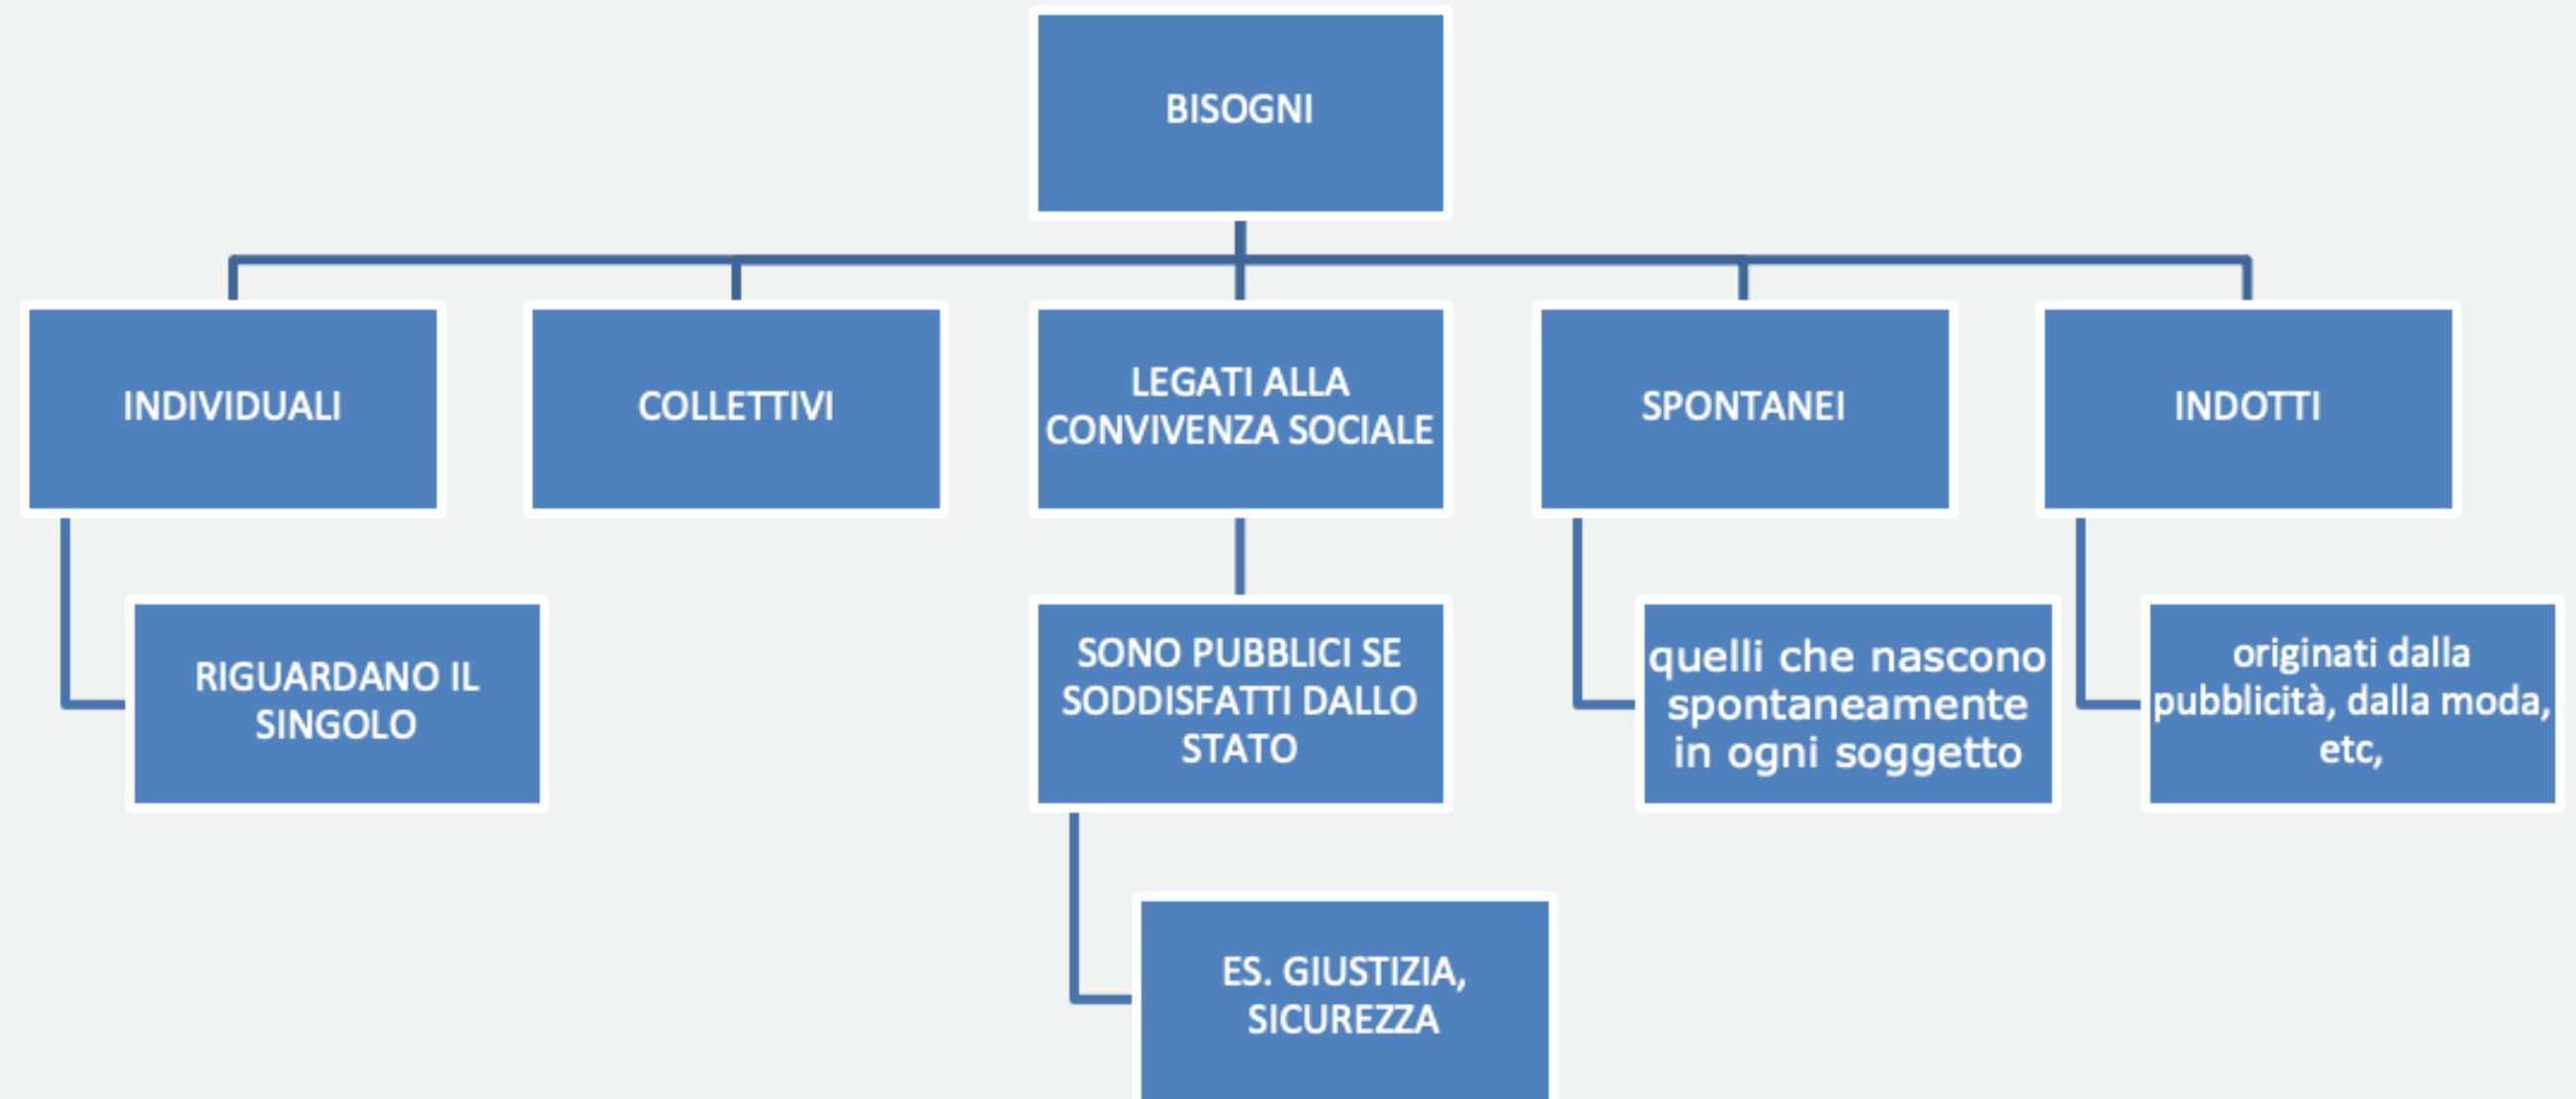 BISOGNI
INDIVIDUALI
COLLETTIVI
LEGATI ALLA
CONVIVENZA SOCIALE
SPONTANEI
INDOTTI
RIGUARDANO IL
SINGOLO
SONO PUBBLICI SE
SODDISFATTI DALLO
STATO
quelli che nascono
spontaneamente
in ogni soggetto
originati dalla
pubblicità, dalla moda,
etc,
ES. GIUSTIZIA,
SICUREZZA